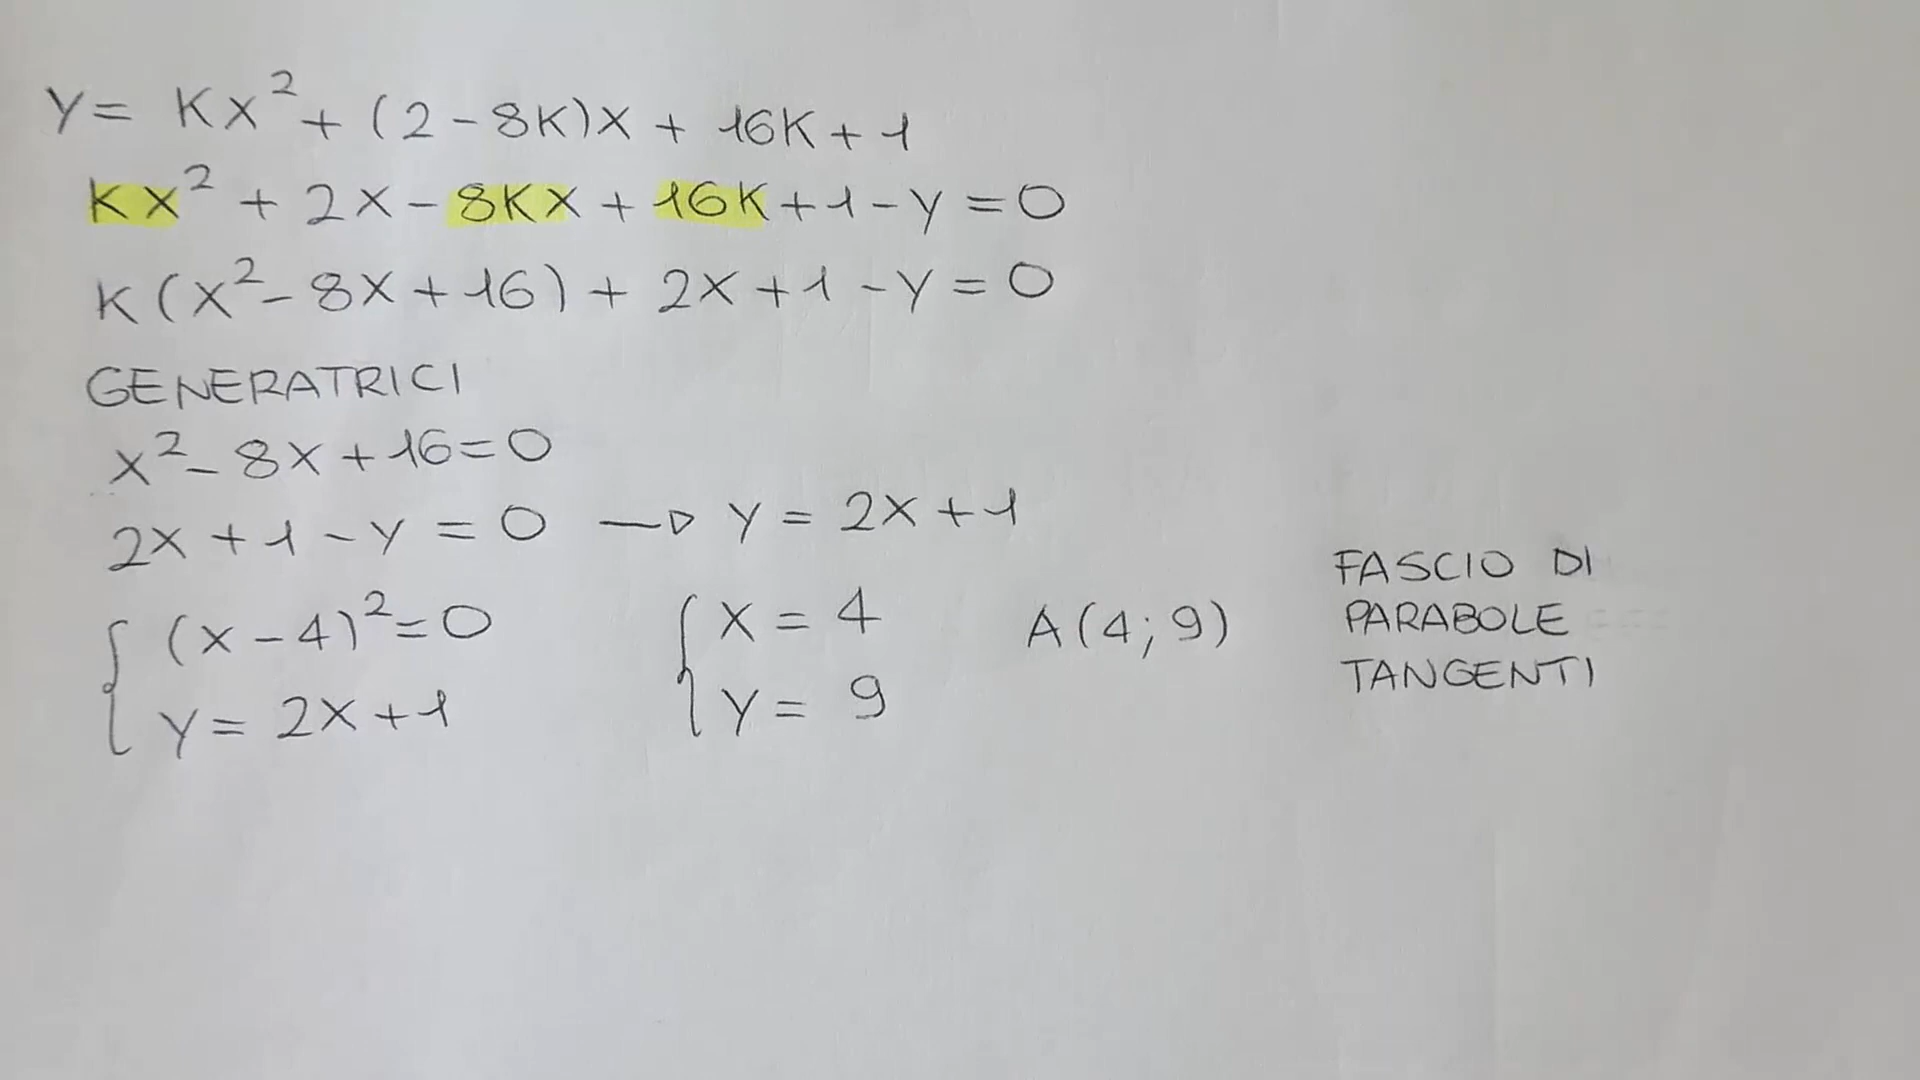 y = Kx² + (2 - 8K)x + 16K + 1
Kx² + 2x - 8Kx + 16K + 1 - y = 0
K(x² - 8x + 16) + 2x + 1 - y = 0
GENERATRICI
x² - 8x + 16 = 0
2x + 1 - y = 0 → y = 2x + 1
{ (x - 4)² = 0
y = 2x + 1
{ x = 4
y = 9
A(4; 9)
FASCIO DI
PARABOLE
TANGENTI